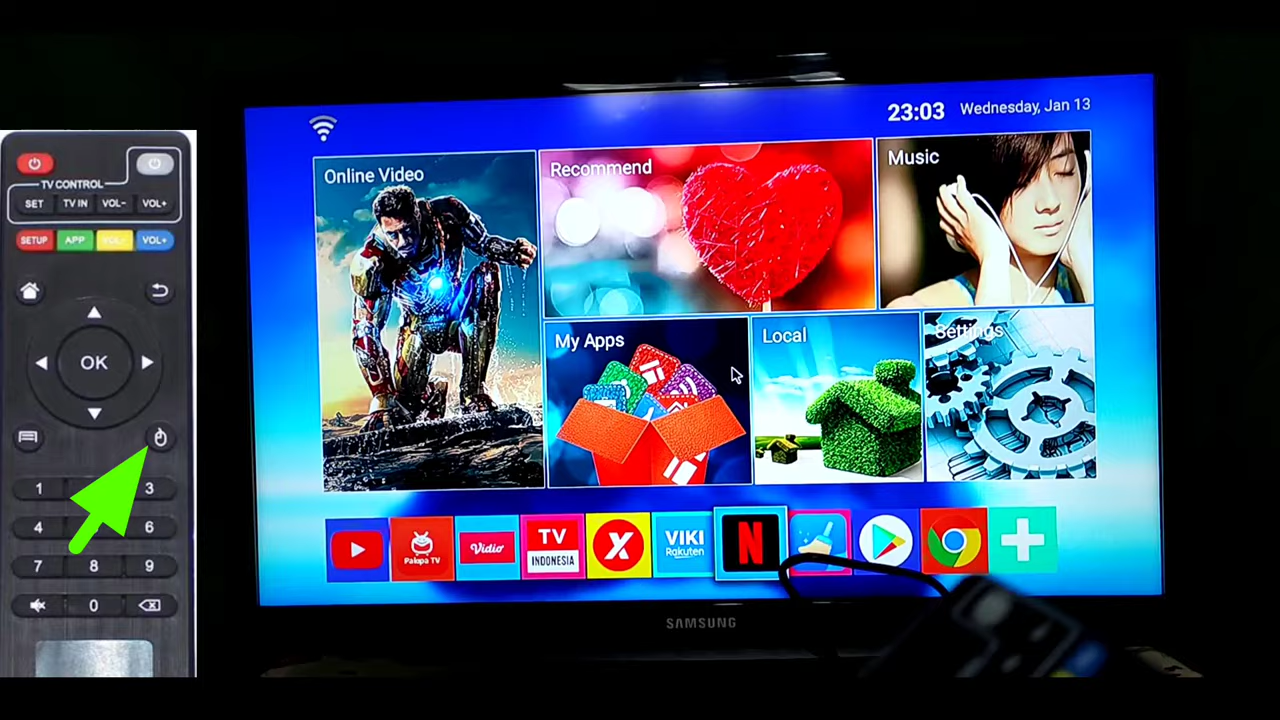 TV CONTROL
SET TV IN VOL- VOL+
SETUP APP VOL- VOL+
OK
1 3
4 6
7 8 9
0
23:03 Wednesday, Jan 13
Online Video
Recommend
Music
My Apps
Local
Settings
Palapa TV
Vidio
TV
INDONESIA
X
VIKI
Rakuten
N
SAMSUNG